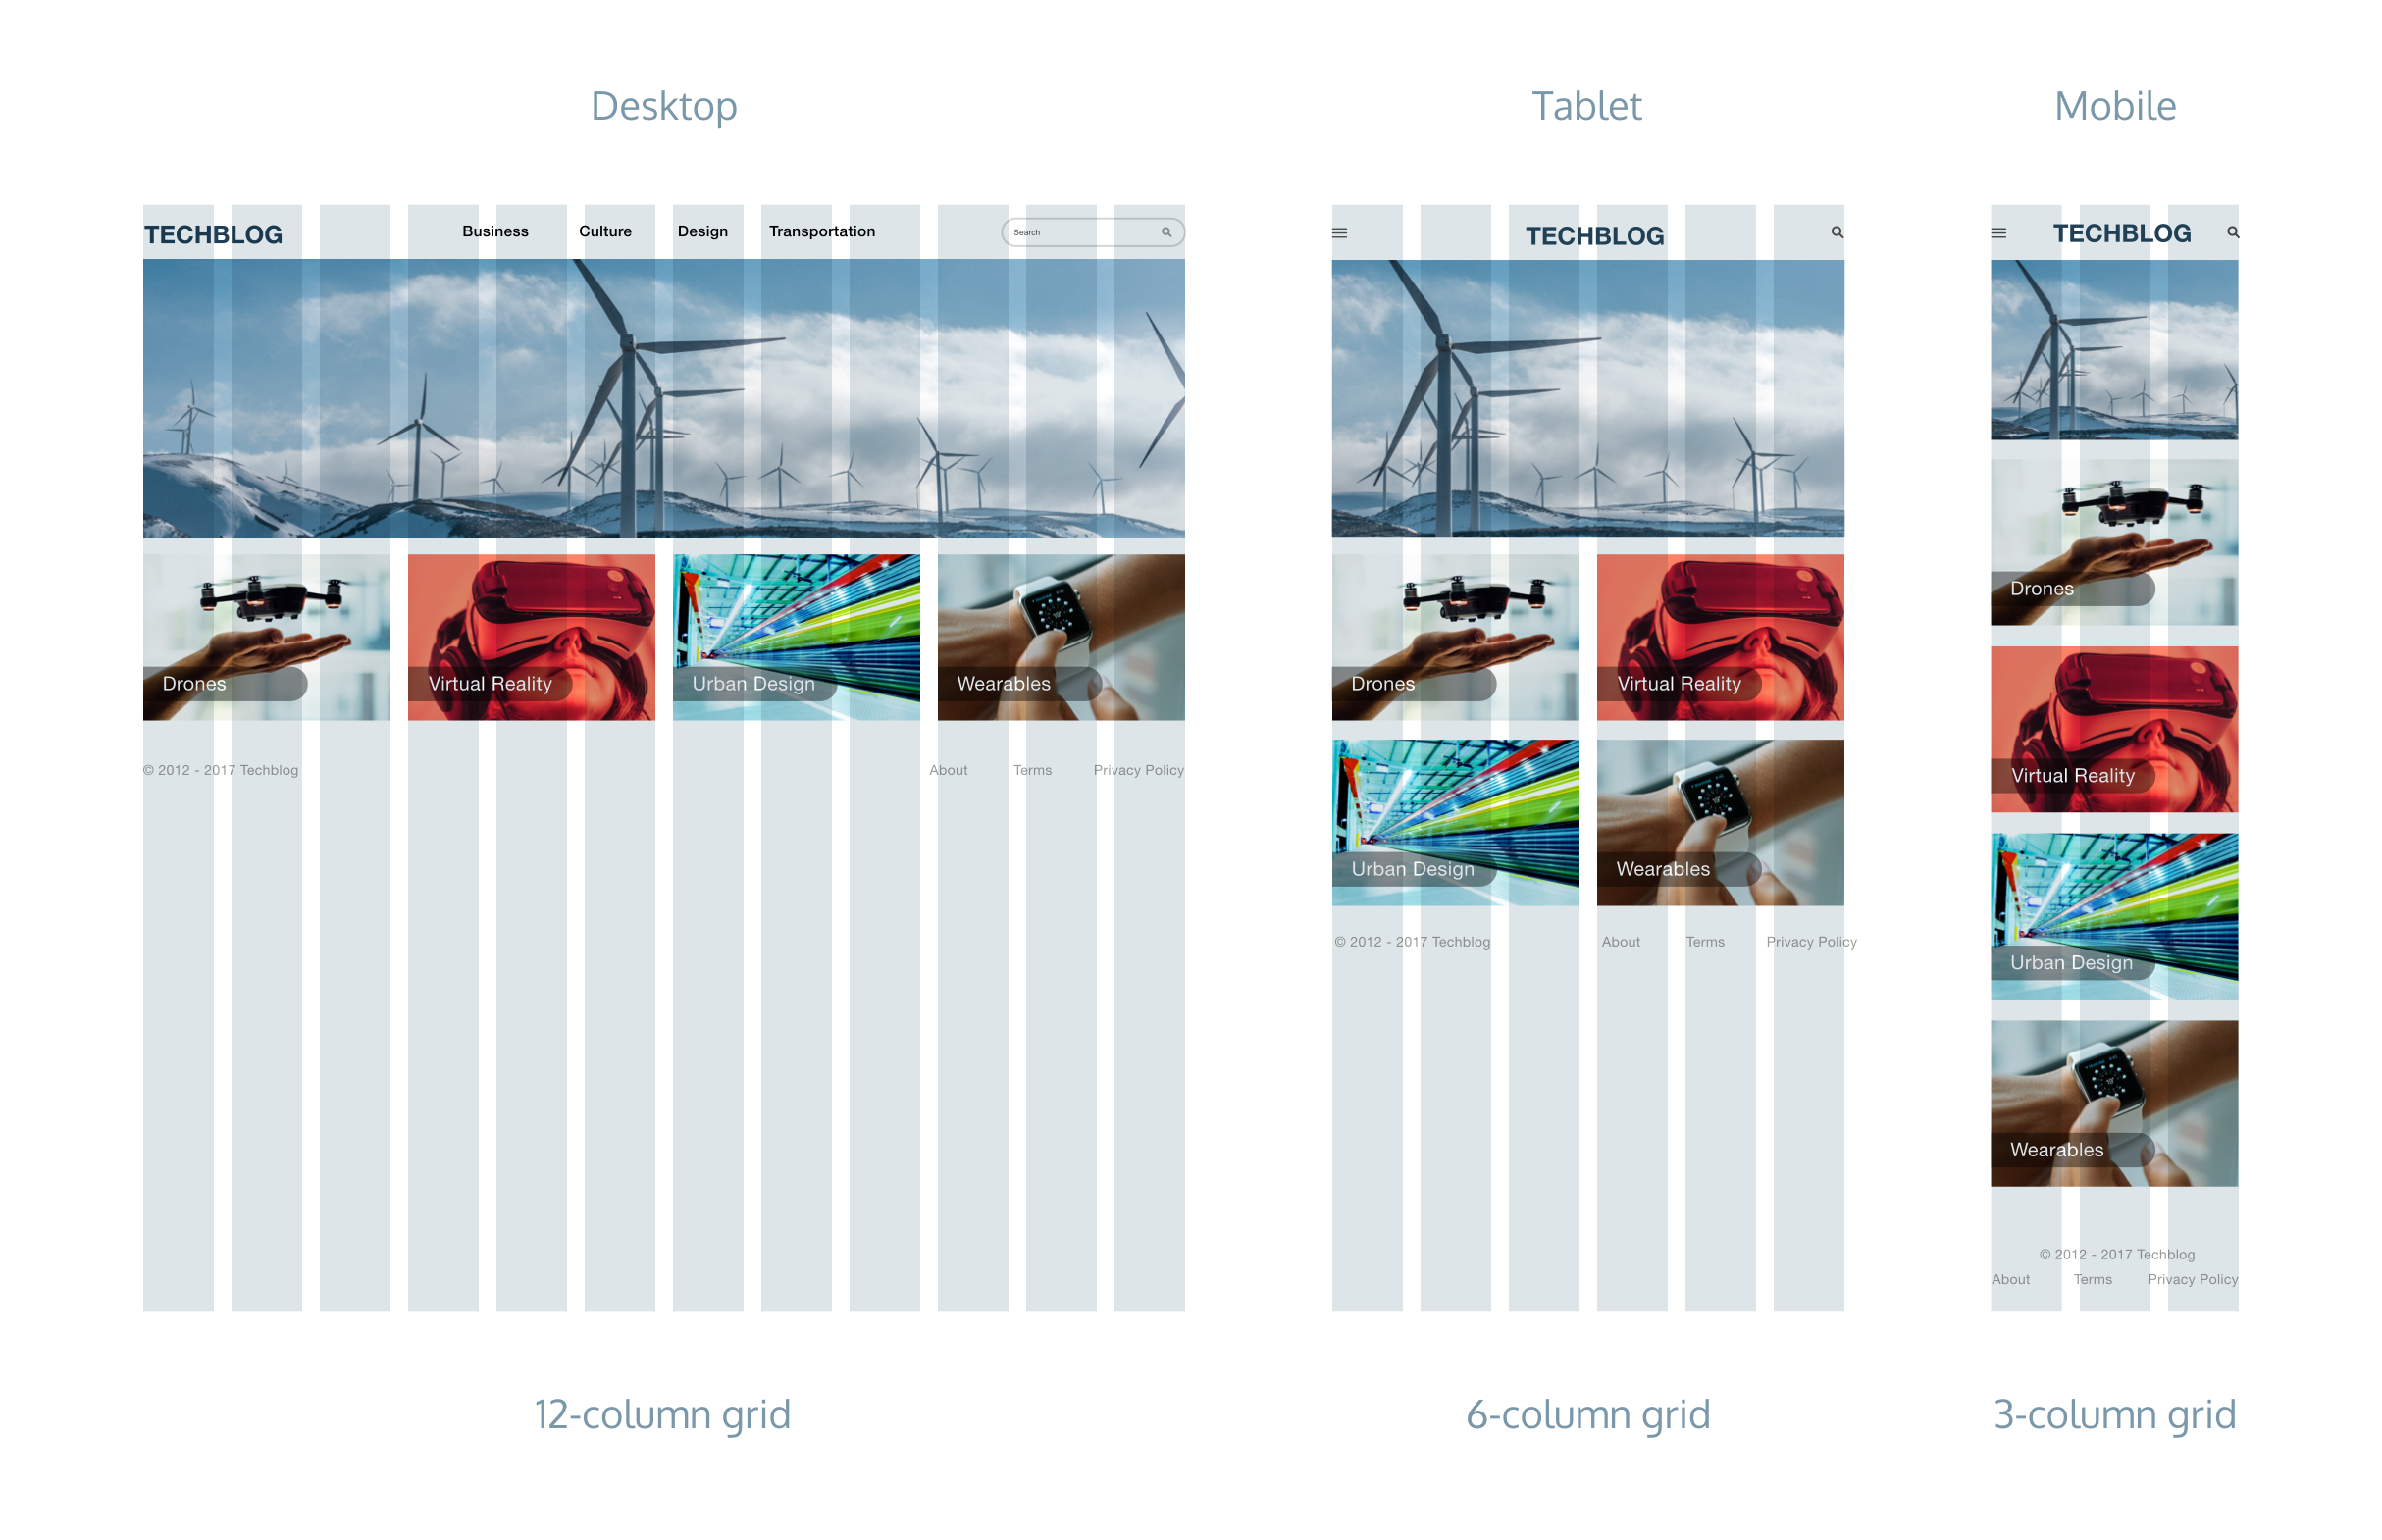 Desktop
Tablet
Mobile
TECHBLOG
Business
Culture
Design
Transportation
Search
Drones
Virtual Reality
Urban Design
Wearables
© 2012 - 2017 Techblog
About
Terms
Privacy Policy
TECHBLOG
Drones
Virtual Reality
Urban Design
Wearables
© 2012 - 2017 Techblog
About
Terms
Privacy Policy
TECHBLOG
Drones
Virtual Reality
Urban Design
Wearables
© 2012 - 2017 Techblog
About
Terms
Privacy Policy
12-column grid
6-column grid
3-column grid